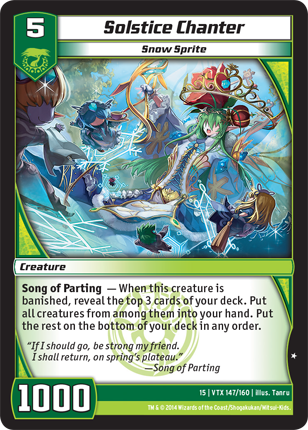 5
Solstice Chanter
Snow Sprite
Creature
Song of Parting — When this creature is
banished, reveal the top 3 cards of your deck. Put
all creatures from among them into your hand. Put
the rest on the bottom of your deck in any order.
“If I should go, be strong my friend.
I shall return, on spring’s plateau.”
—Song of Parting
1000
15 | VTX 147/160 | Illus. Tanru
TM & © 2014 Wizards of the Coast/Shogakukan/Mitsui-Kids.